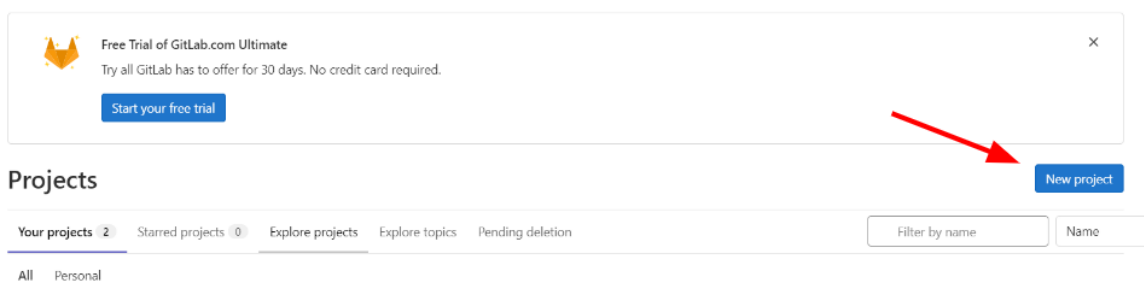 Free Trial of GitLab.com Ultimate
Try all GitLab has to offer for 30 days. No credit card required.
Start your free trial
Projects
New project
Your projects 2 Starred projects 0 Explore projects Explore topics Pending deletion Filter by name Name
All Personal